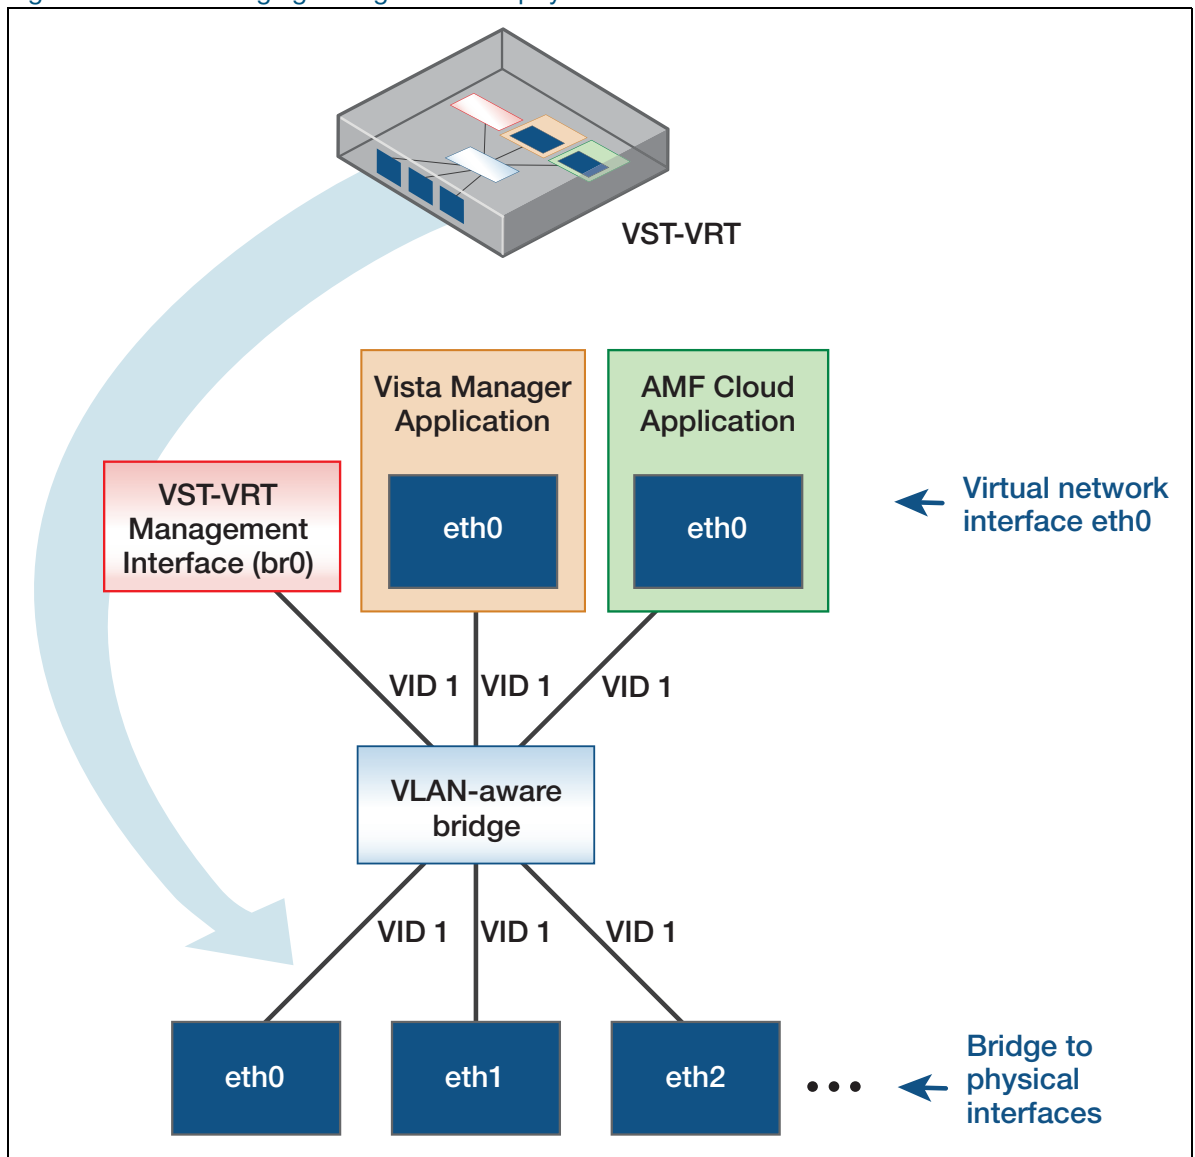 VST-VRT
Vista Manager
Application
AMF Cloud
Application
VST-VRT
Management
Interface (br0)
eth0
eth0
Virtual network
interface eth0
VID 1
VID 1
VID 1
VLAN-aware
bridge
VID 1
VID 1
VID 1
eth0
eth1
eth2
•••
Bridge to
physical
interfaces